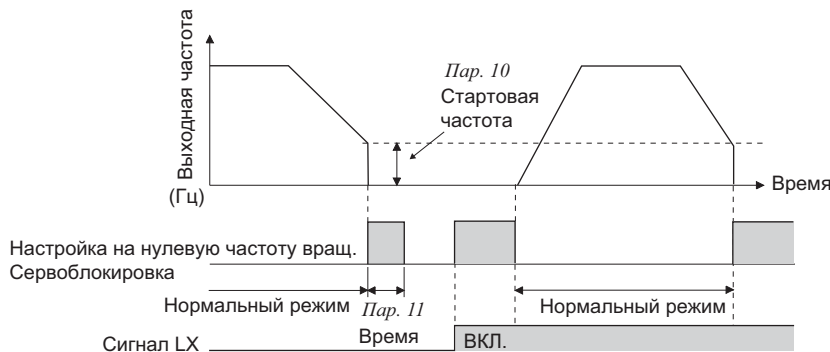 Выходная частота
(Гц)
Пар. 10
Стартовая
частота
Время
Настройка на нулевую частоту вращ.
Сервоблокировка
Нормальный режим
Пар. 11
Время
Нормальный режим
Сигнал LX
ВКЛ.